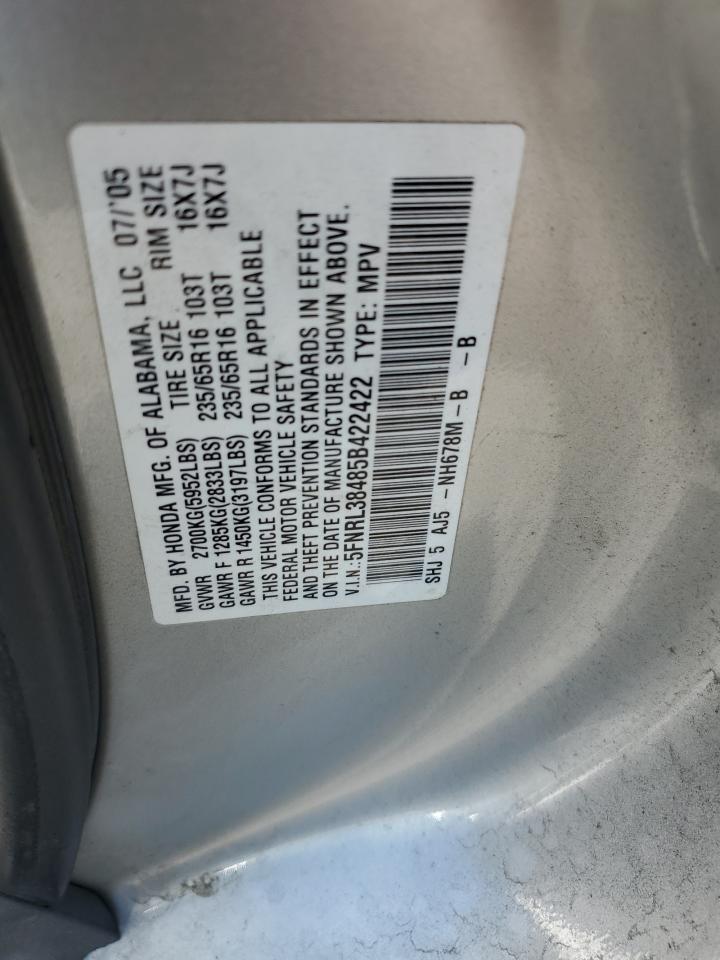 MFD. BY HONDA MFG. OF ALABAMA, LLC 07/'05
GVWR 2700KG(5952LBS) TIRE SIZE RIM SIZE
GAWR F 1285KG(2833LBS) 235/65R16 103T 16X7J
GAWR R 1450KG(3197LBS) 235/65R16 103T 16X7J
THIS VEHICLE CONFORMS TO ALL APPLICABLE
FEDERAL MOTOR VEHICLE SAFETY
AND THEFT PREVENTION STANDARDS IN EFFECT
ON THE DATE OF MANUFACTURE SHOWN ABOVE.
V.I.N.:5FNRL38485B422422 TYPE: MPV
SHJ 5 AJ5 -NH678M-B -B